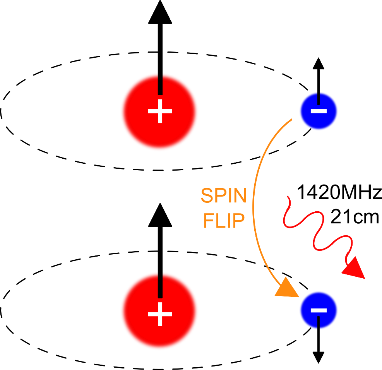 +
−
SPIN
FLIP
1420MHz
21cm
+
−